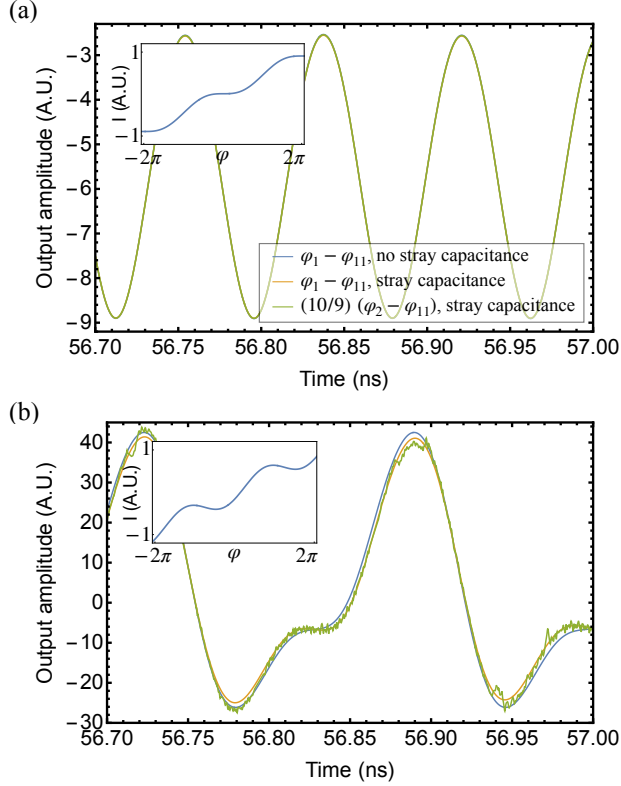 (a)
Output amplitude (A.U.)
−3
−4
−5
−6
−7
−8
−9
I (A.U.)
1
−1
−2π
φ
2π
φ₁ − φ₁₁, no stray capacitance
φ₁ − φ₁₁, stray capacitance
(10/9) (φ₂ − φ₁₁), stray capacitance
56.70 56.75 56.80 56.85 56.90 56.95 57.00
Time (ns)
(b)
Output amplitude (A.U.)
40
30
20
10
0
−10
−20
−30
I (A.U.)
1
−1
−2π
φ
2π
56.70 56.75 56.80 56.85 56.90 56.95 57.00
Time (ns)